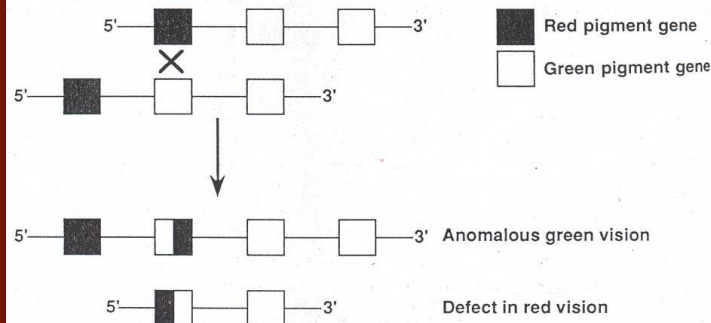 5' 3'
Red pigment gene
Green pigment gene
5' 3'
5' 3' Anomalous green vision
5' 3' Defect in red vision